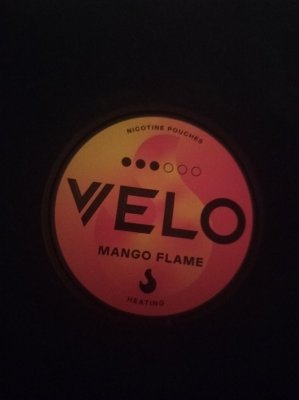 NICOTINE POUCHES
VELO
MANGO FLAME
HEATING